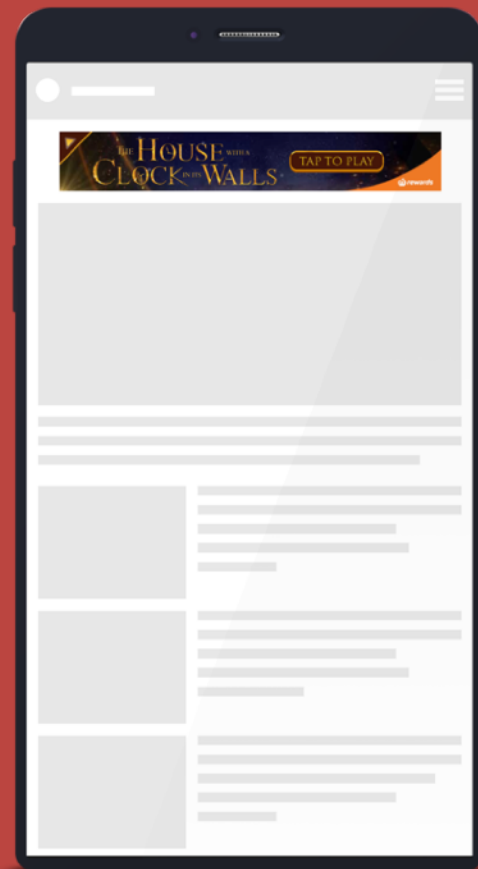 THE HOUSE WITH A
CLOCK IN ITS WALLS
TAP TO PLAY
rewards